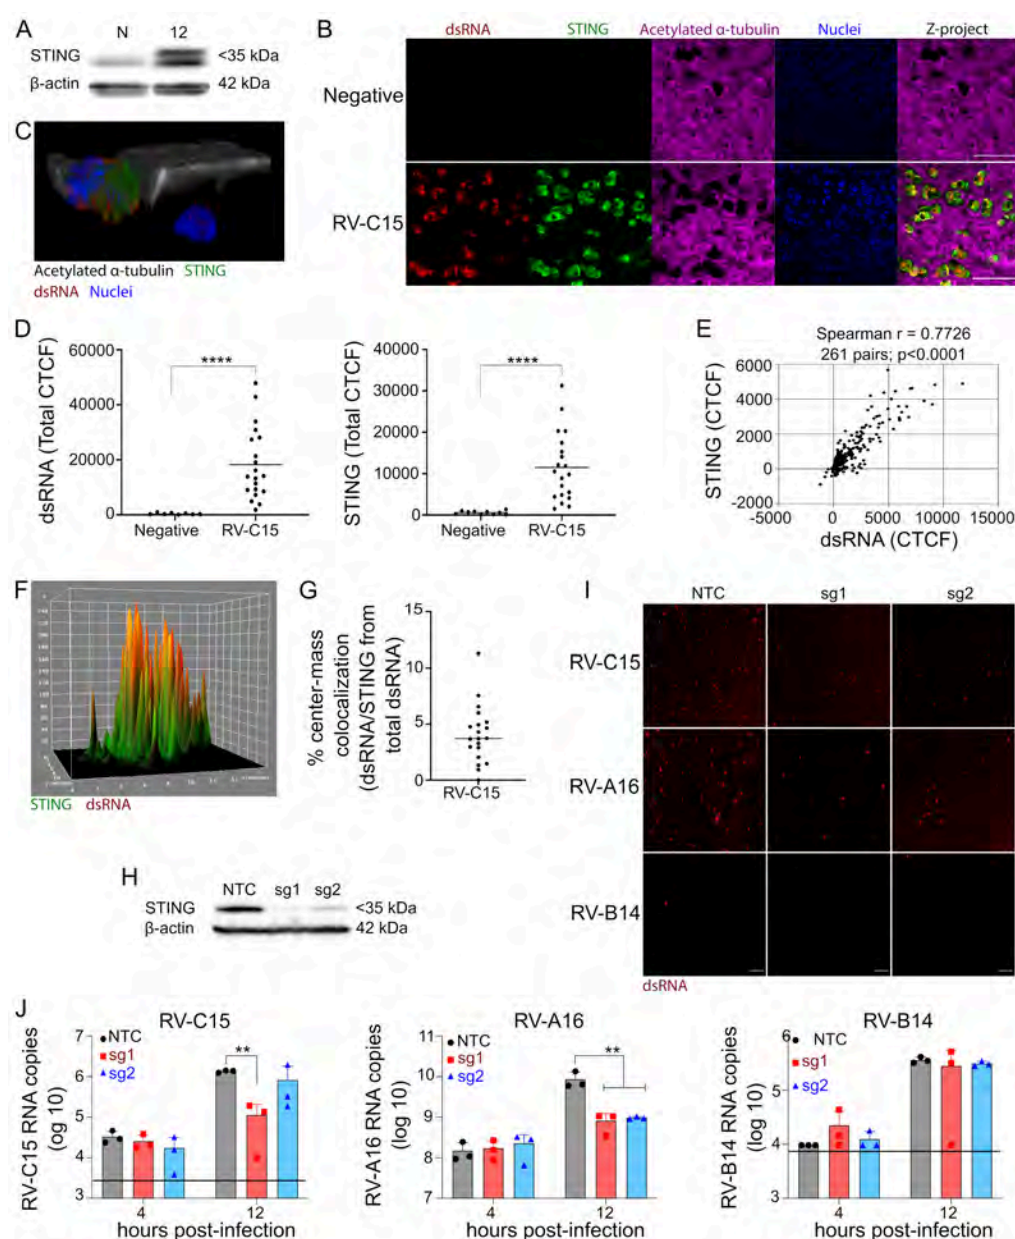 A
N 12
STING <35 kDa
β-actin 42 kDa
B
dsRNA STING Acetylated α-tubulin Nuclei Z-project
Negative
RV-C15
C
Acetylated α-tubulin STING
dsRNA Nuclei
D
dsRNA (Total CTCF)
60000
40000
20000
0
****
Negative RV-C15
STING (Total CTCF)
40000
30000
20000
10000
0
****
Negative RV-C15
E
Spearman r = 0.7726
261 pairs; p<0.0001
STING (CTCF)
6000
4000
2000
0
-2000
-5000 0 5000 10000 15000
dsRNA (CTCF)
F
STING dsRNA
G
% center-mass
colocalization
(dsRNA/STING from
total dsRNA)
15
10
5
0
RV-C15
H
NTC sg1 sg2
STING <35 kDa
β-actin 42 kDa
I
NTC sg1 sg2
RV-C15
RV-A16
RV-B14
dsRNA
J
RV-C15
RV-C15 RNA copies
(og 10)
7
6
5
4
3
NTC
sg1
sg2
**
4 12
hours post-infection
RV-A16
RV-A16 RNA copies
(log 10)
11
10
9
8
7
NTC
sg1
sg2
**
4 12
hours post-infection
RV-B14
RV-B14 RNA copies
(log 10)
6
5
4
3
NTC
sg1
sg2
4 12
hours post-infection